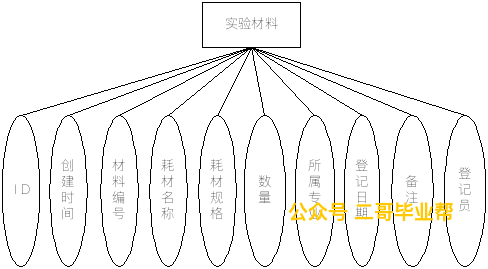 实验材料
ID
创建时间
材料编号
耗材名称
耗材规格
数量
所属专业
登记日期
备注
登记员
公众号 二哥毕业帮